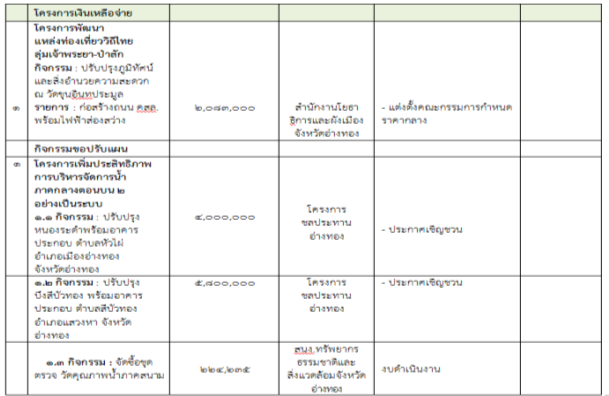 โครงการเงินเหลือจ่าย
โครงการพัฒนา
แหล่งท่องเที่ยววิถีไทย
ลุ่มเจ้าพระยา-ป่าสัก
กิจกรรม : ปรับปรุงภูมิทัศน์
และสิ่งอำนวยความสะดวก
ณ วัดขุนอินทประมูล
๑ รายการ : ก่อสร้างถนน คสล.
พร้อมไฟฟ้าส่องสว่าง
๒,๐๘๓,๐๐๐
สำนักงานโยธา
ธิการและผังเมือง
จังหวัดอ่างทอง
- แต่งตั้งคณะกรรมการกำหนด
ราคากลาง
กิจกรรมขอปรับแผน
๑ โครงการเพิ่มประสิทธิภาพ
การบริหารจัดการน้ำ
ภาคกลางตอนบน ๒
อย่างเป็นระบบ
๑.๑ กิจกรรม : ปรับปรุง
หนองระดำพร้อมอาคาร
ประกอบ ตำบลหัวไผ่
อำเภอเมืองอ่างทอง
จังหวัดอ่างทอง
๔,๐๐๐,๐๐๐
โครงการ
ชลประทาน
อ่างทอง
- ประกาศเชิญชวน
๑.๒ กิจกรรม : ปรับปรุง
บึงสีบัวทอง พร้อมอาคาร
ประกอบ ตำบลสีบัวทอง
อำเภอแสวงหา จังหวัด
อ่างทอง
๕,๘๐๐,๐๐๐
โครงการ
ชลประทาน
อ่างทอง
- ประกาศเชิญชวน
๑.๓ กิจกรรม : จัดซื้อชุด
ตรวจ วัดคุณภาพน้ำภาคสนาม
๒๒๔,๒๓๕
สนง.ทรัพยากร
ธรรมชาติและ
สิ่งแวดล้อมจังหวัด
อ่างทอง
งบดำเนินงาน